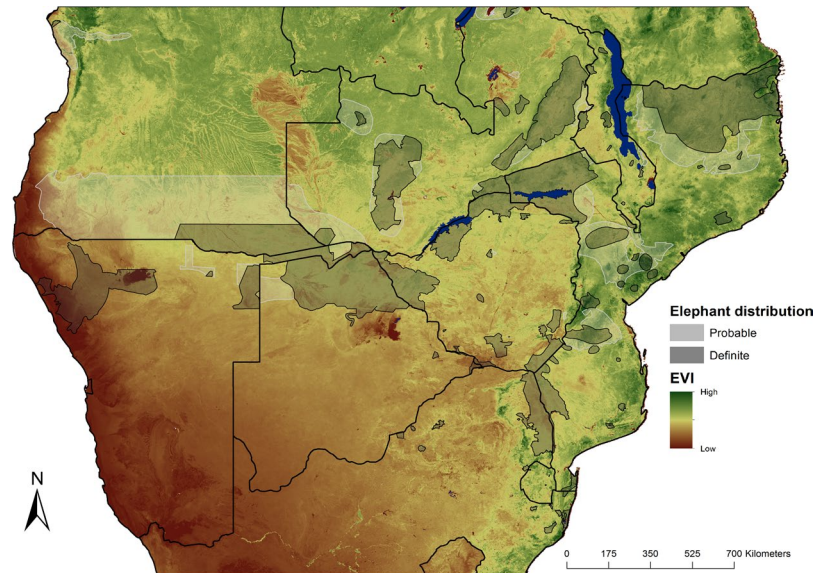 Elephant distribution
Probable
Definite
EVI
High
Low
N
0 175 350 525 700 Kilometers